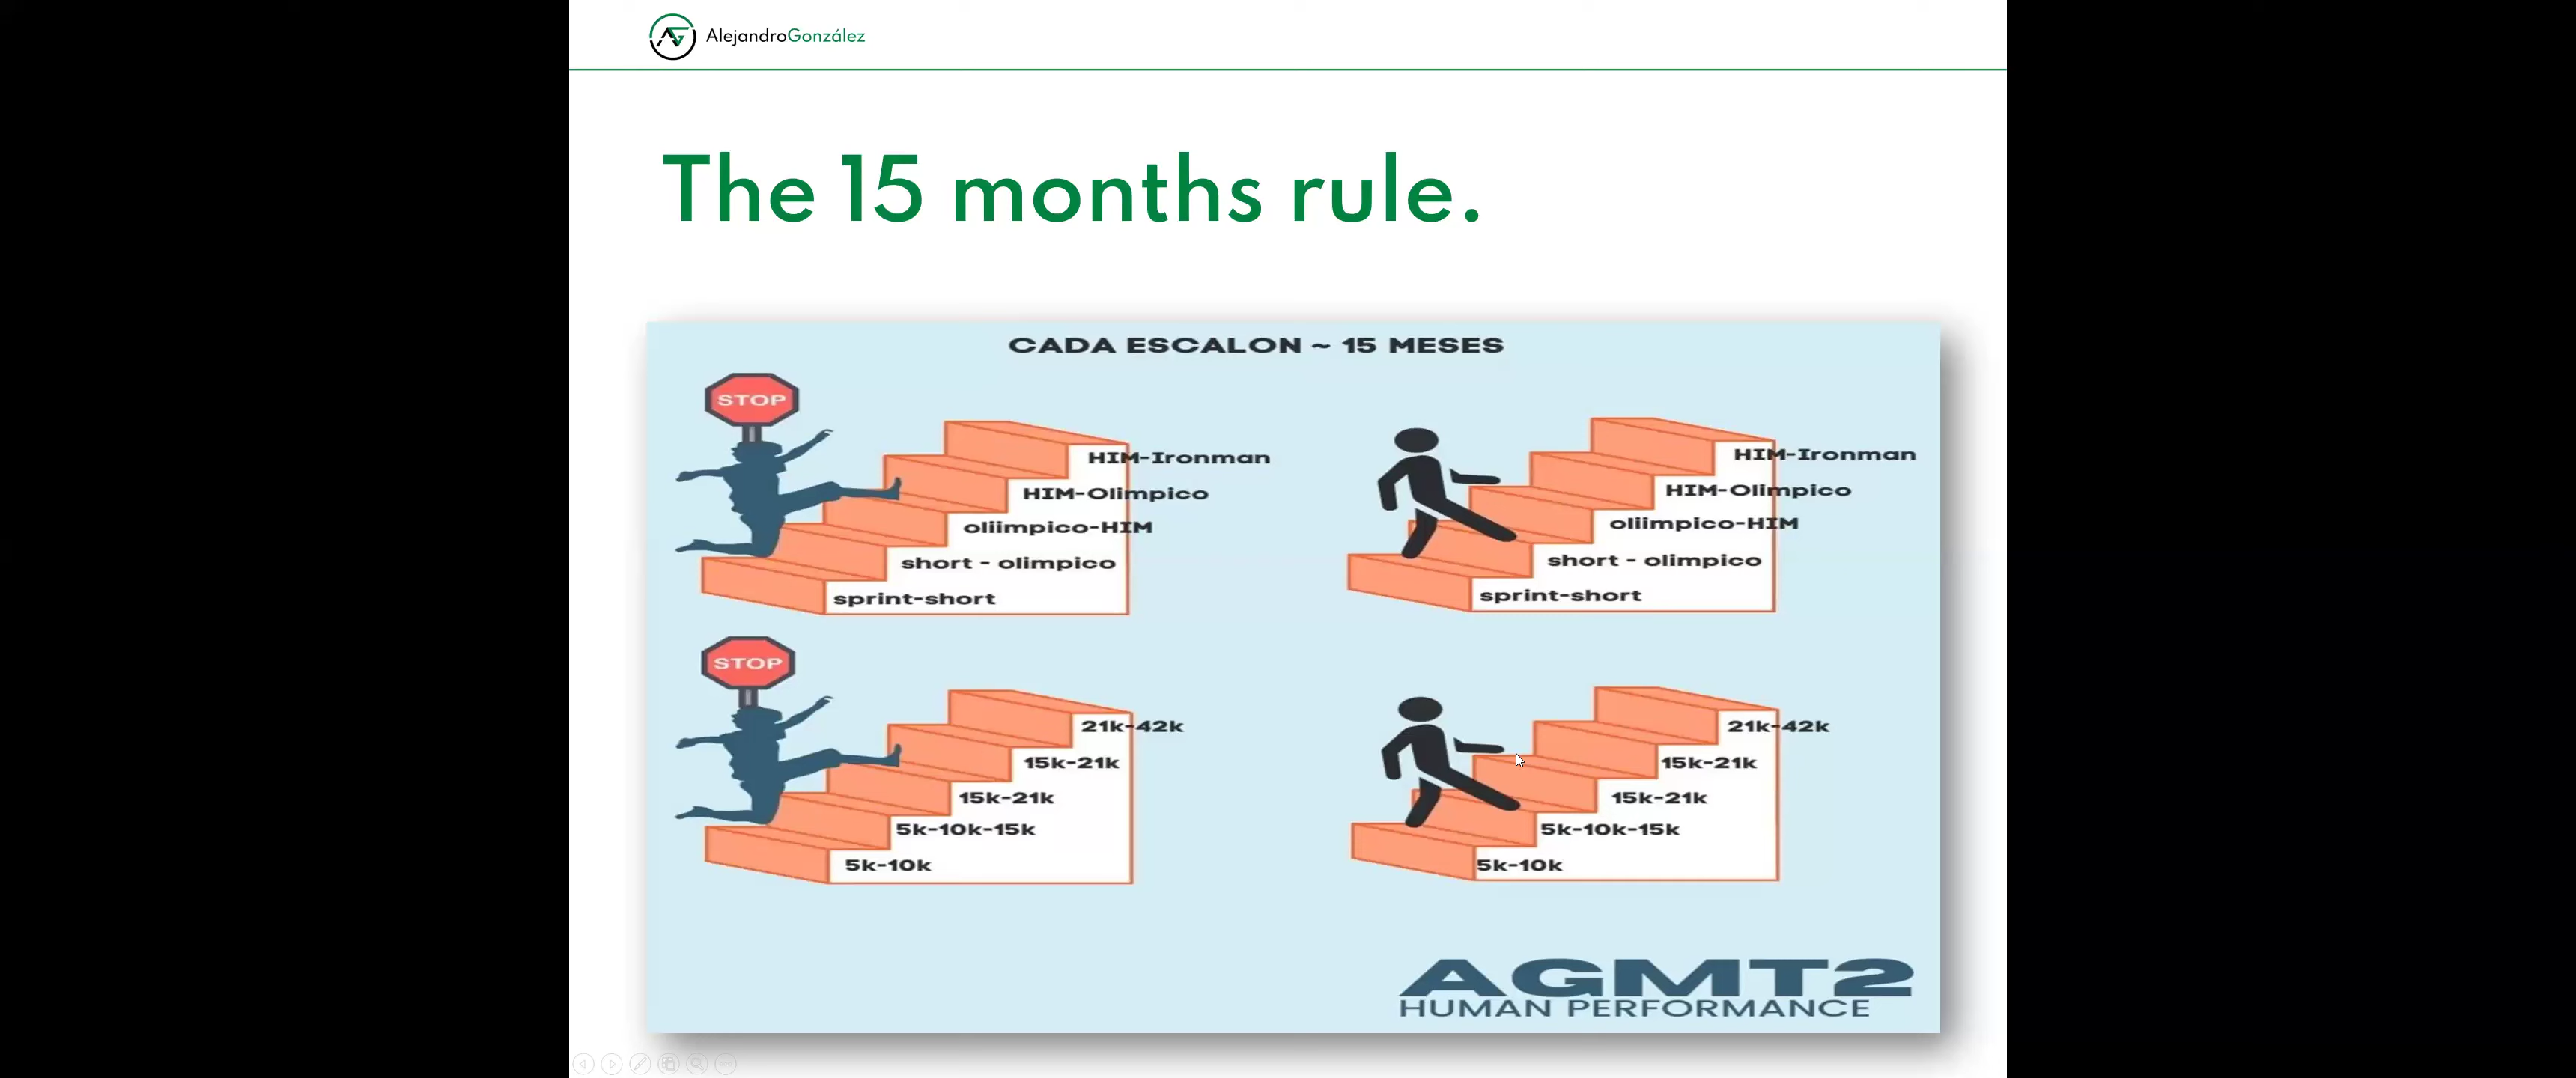 AlejandroGonzález
The 15 months rule.
CADA ESCALON ~ 15 MESES
STOP
HIM-Ironman
HIM-Olimpico
oliimpico-HIM
short - olimpico
sprint-short
HIM-Ironman
HIM-Olimpico
oliimpico-HIM
short - olimpico
sprint-short
STOP
21k-42k
15k-21k
15k-21k
5k-10k-15k
5k-10k
21k-42k
15k-21k
15k-21k
5k-10k-15k
5k-10k
AGMT2
HUMAN PERFORMANCE